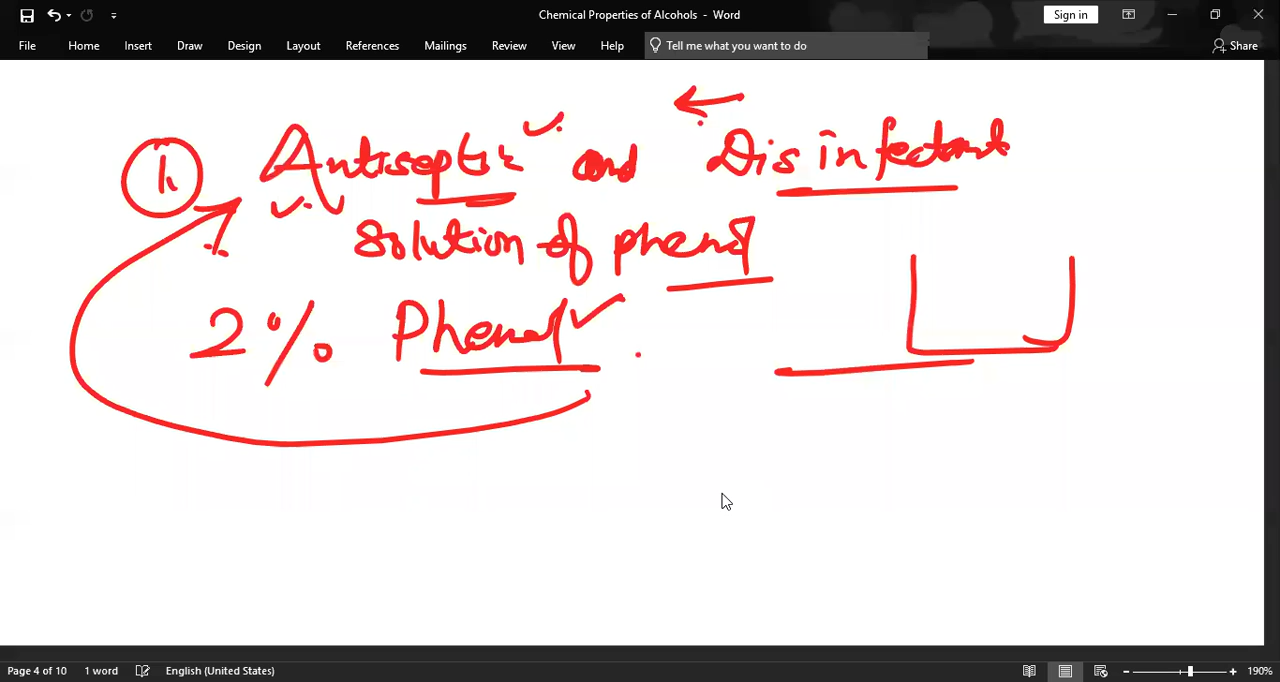 Chemical Properties of Alcohols - Word
Sign in
File Home Insert Draw Design Layout References Mailings Review View Help Tell me what you want to do Share
Antiseptic and Disinfectant
solution of phenol
2% Phenol
Page 4 of 10 1 word English (United States) 190%